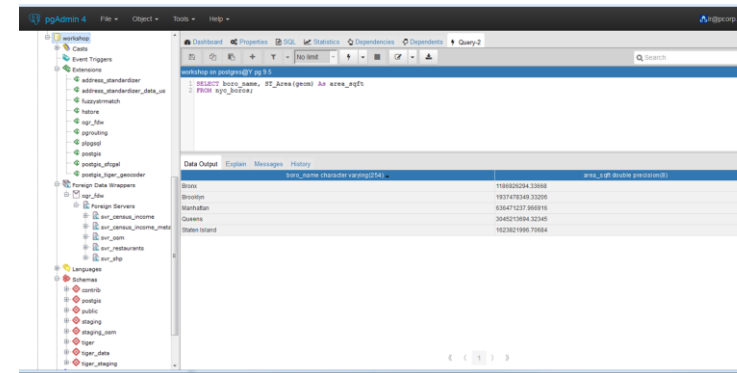 pgAdmin 4 File Object Tools Help
workshop
Casts
Event Triggers
Extensions
address_standardizer
address_standardizer_data_us
fuzzystrmatch
hstore
ogr_fdw
pgrouting
plpgsql
postgis
postgis_sfcgal
postgis_tiger_geocoder
Foreign Data Wrappers
ogr_fdw
Foreign Servers
svr_census_income
svr_census_income_meta
svr_osm
svr_restaurants
svr_shp
Languages
Schemas
contrib
postgis
public
staging
staging_osm
tiger
tiger_data
tiger_staging
Dashboard Properties SQL Statistics Dependencies Dependents Query-2
No limit
Search
workshop on postgres@Y pg 9.5
1 SELECT boro_name, ST_Area(geom) As area_sqft
2 FROM nyc_boros;
Data Output Explain Messages History
boro_name character varying(254) area_sqft double precision(8)
Bronx 1186926294.33668
Brooklyn 1937478349.33206
Manhattan 636471237.966916
Queens 3045213694.32345
Staten Island 1623821996.70684
1